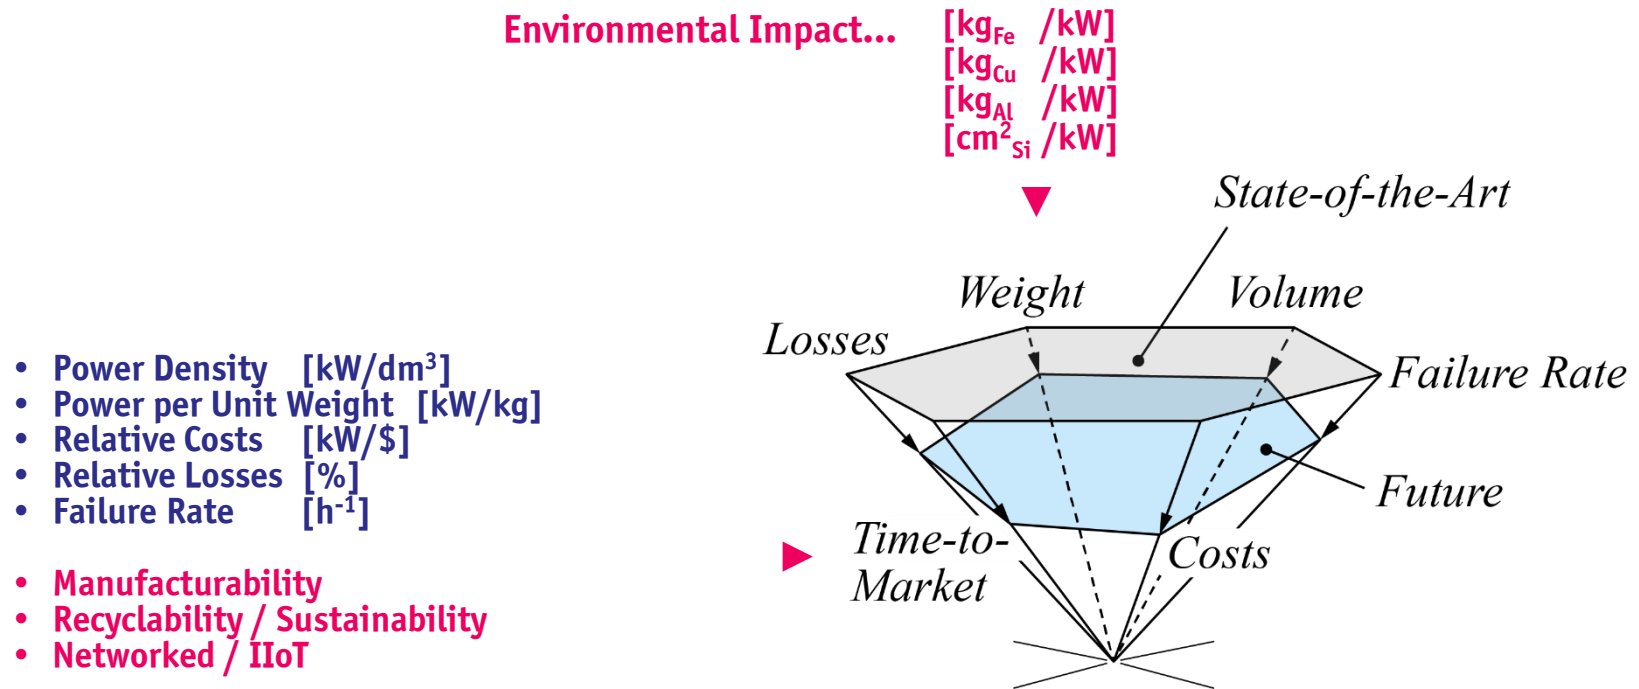 Environmental Impact... [kgFe /kW]
[kgCu /kW]
[kgAl /kW]
[cm²Si /kW]
State-of-the-Art
Weight
Volume
Losses
Failure Rate
• Power Density [kW/dm³]
• Power per Unit Weight [kW/kg]
• Relative Costs [kW/$]
• Relative Losses [%]
• Failure Rate [h⁻¹]
Future
Time-to-
Market
Costs
• Manufacturability
• Recyclability / Sustainability
• Networked / IIoT